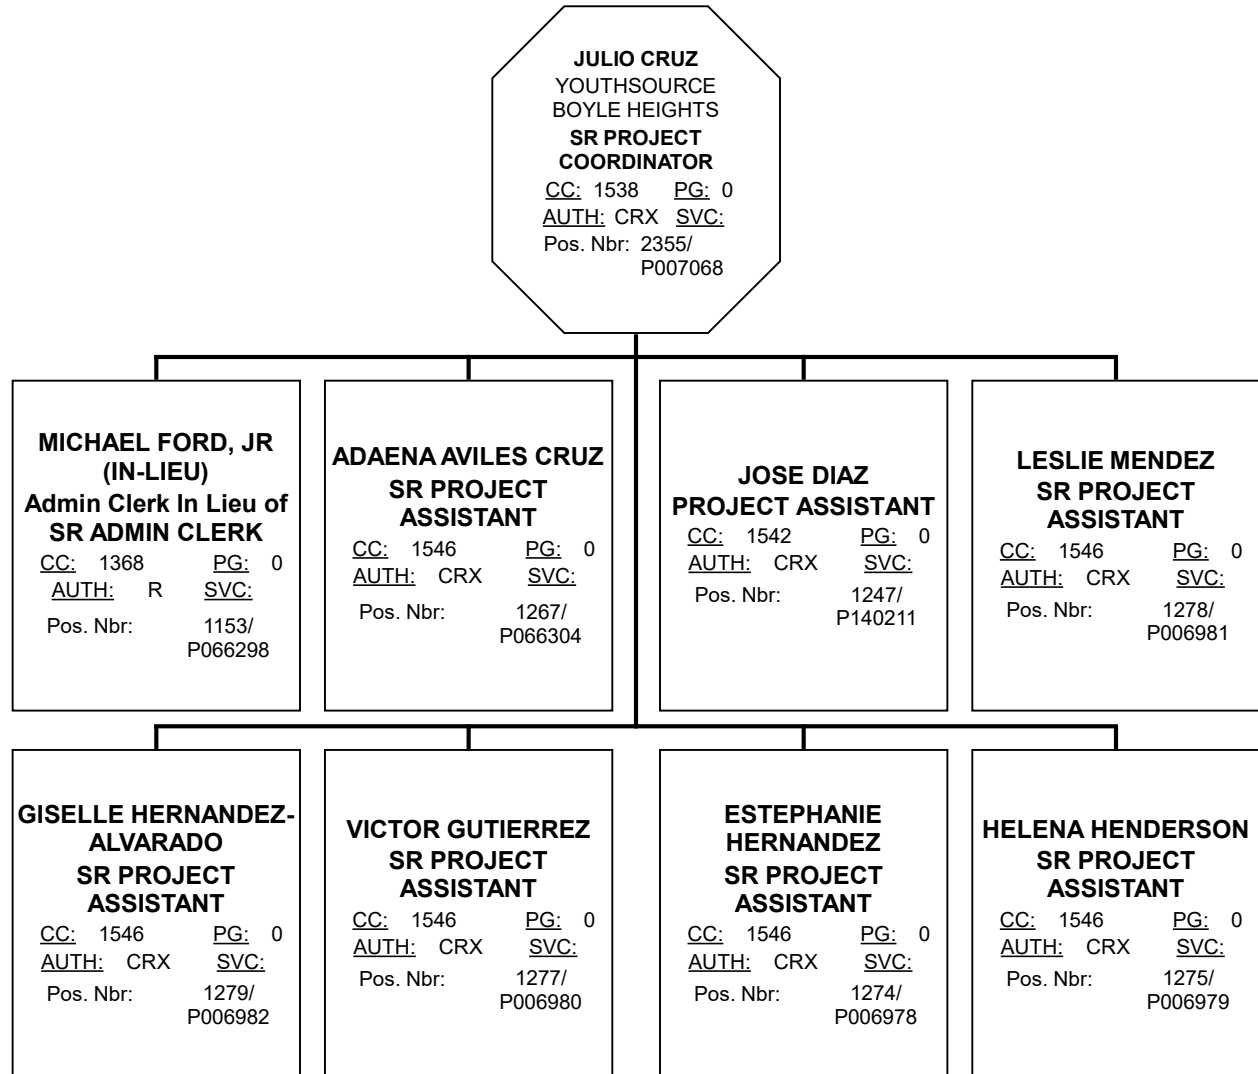 JULIO CRUZ
YOUTHSOURCE
BOYLE HEIGHTS
SR PROJECT
COORDINATOR
CC: 1538 PG: 0
AUTH: CRX SVC:
Pos. Nbr: 2355/
P007068
MICHAEL FORD, JR
(IN-LIEU)
Admin Clerk In Lieu of
SR ADMIN CLERK
CC: 1368 PG: 0
AUTH: R SVC:
Pos. Nbr: 1153/
P066298
ADAENA AVILES CRUZ
SR PROJECT
ASSISTANT
CC: 1546 PG: 0
AUTH: CRX SVC:
Pos. Nbr: 1267/
P066304
JOSE DIAZ
PROJECT ASSISTANT
CC: 1542 PG: 0
AUTH: CRX SVC:
Pos. Nbr: 1247/
P140211
LESLIE MENDEZ
SR PROJECT
ASSISTANT
CC: 1546 PG: 0
AUTH: CRX SVC:
Pos. Nbr: 1278/
P006981
GISELLE HERNANDEZ-
ALVARADO
SR PROJECT
ASSISTANT
CC: 1546 PG: 0
AUTH: CRX SVC:
Pos. Nbr: 1279/
P006982
VICTOR GUTIERREZ
SR PROJECT
ASSISTANT
CC: 1546 PG: 0
AUTH: CRX SVC:
Pos. Nbr: 1277/
P006980
ESTEPHANIE
HERNANDEZ
SR PROJECT
ASSISTANT
CC: 1546 PG: 0
AUTH: CRX SVC:
Pos. Nbr: 1274/
P006978
HELENA HENDERSON
SR PROJECT
ASSISTANT
CC: 1546 PG: 0
AUTH: CRX SVC:
Pos. Nbr: 1275/
P006979